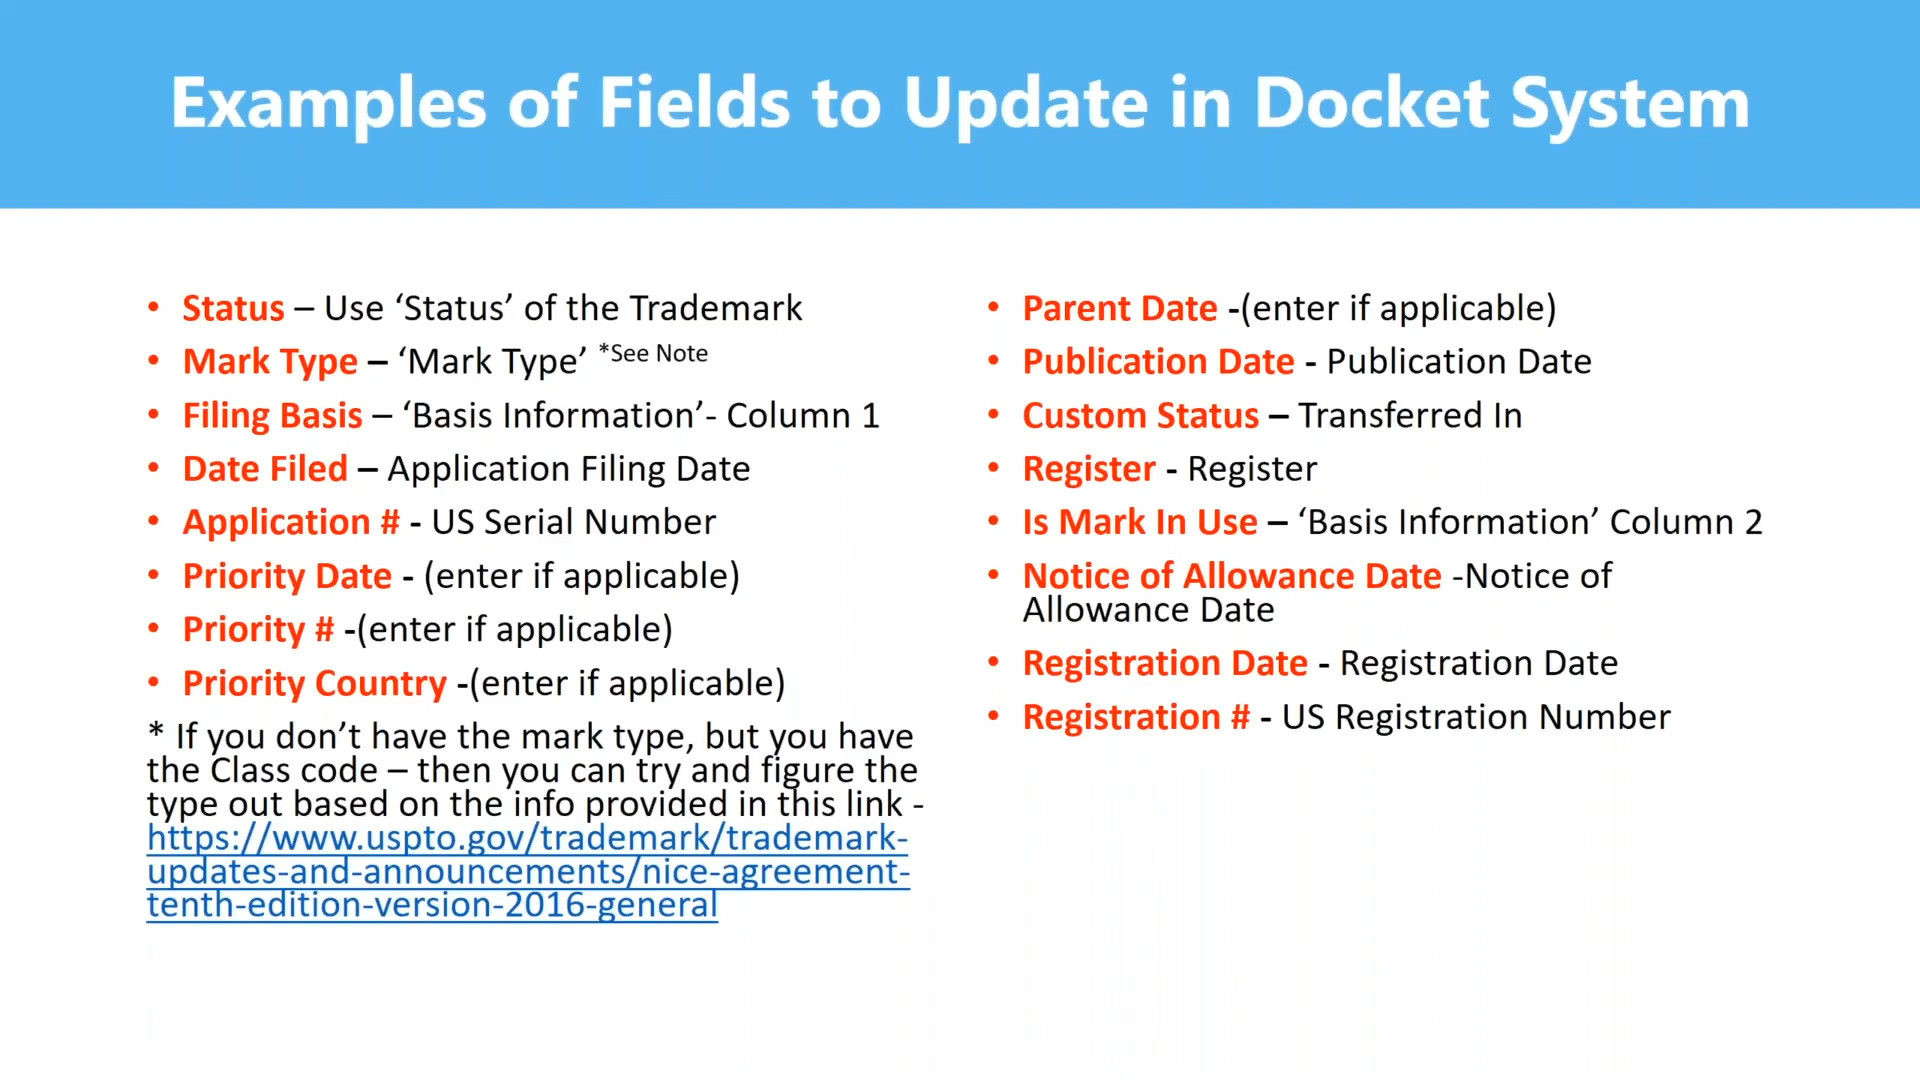 Examples of Fields to Update in Docket System
• Status – Use ‘Status’ of the Trademark
• Mark Type – ‘Mark Type’ *See Note
• Filing Basis – ‘Basis Information’- Column 1
• Date Filed – Application Filing Date
• Application # - US Serial Number
• Priority Date - (enter if applicable)
• Priority # -(enter if applicable)
• Priority Country -(enter if applicable)
* If you don’t have the mark type, but you have
the Class code – then you can try and figure the
type out based on the info provided in this link -
https://www.uspto.gov/trademark/trademark-
updates-and-announcements/nice-agreement-
tenth-edition-version-2016-general
• Parent Date -(enter if applicable)
• Publication Date - Publication Date
• Custom Status – Transferred In
• Register - Register
• Is Mark In Use – ‘Basis Information’ Column 2
• Notice of Allowance Date -Notice of
Allowance Date
• Registration Date - Registration Date
• Registration # - US Registration Number